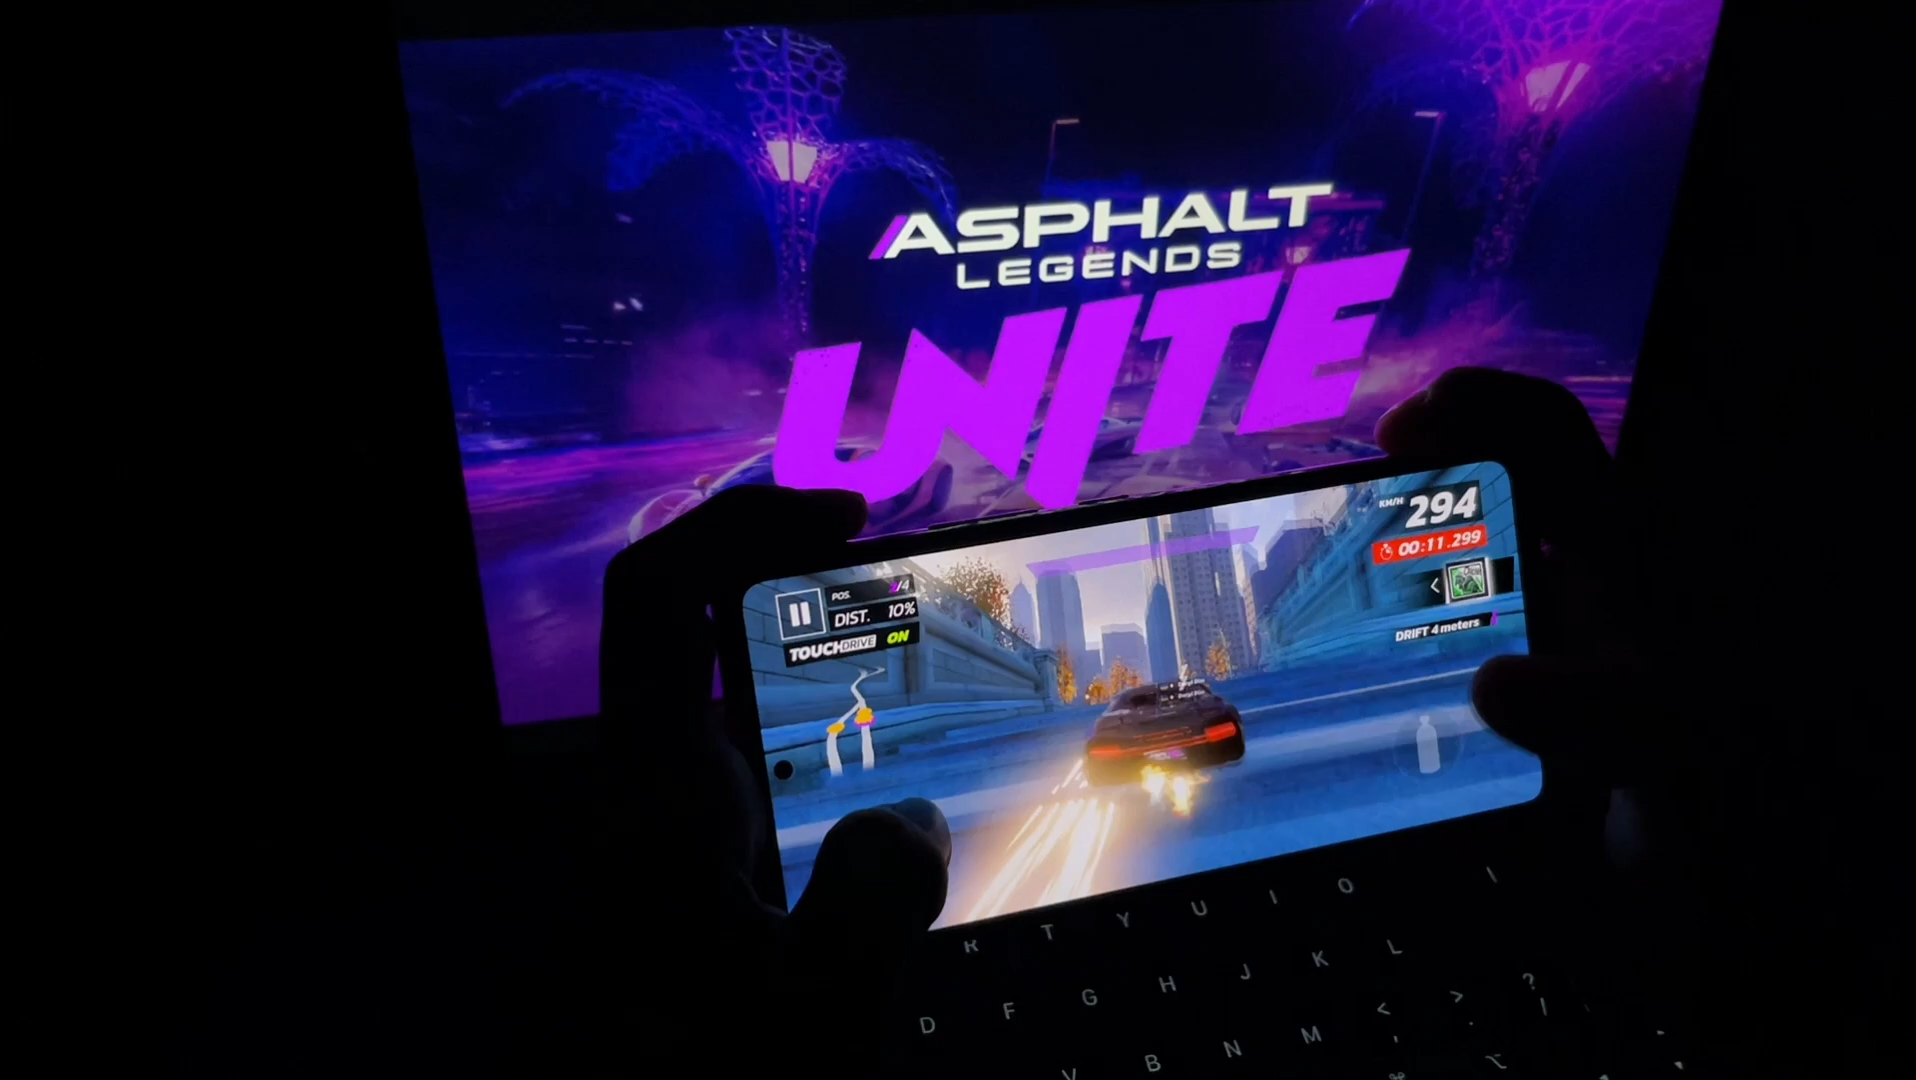 ASPHALT
LEGENDS
UNITE
KM/H 294
00:11.299
POS. /4
DIST. 10%
TOUCHDRIVE ON
DRIFT 4 meters
R T Y U I O
D F G H J K L
V B N M < > ?